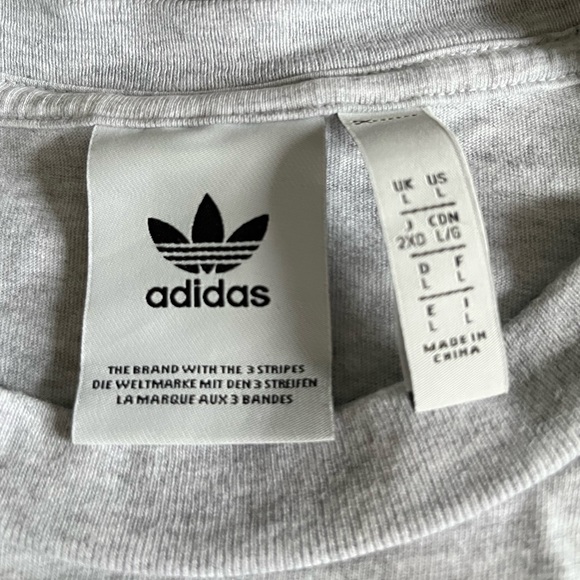 adidas
THE BRAND WITH THE 3 STRIPES
DIE WELTMARKE MIT DEN 3 STREIFEN
LA MARQUE AUX 3 BANDES
UK US
L L
J CDN
2XO L/G
D F
L L
E I
L L
MADE IN
CHINA